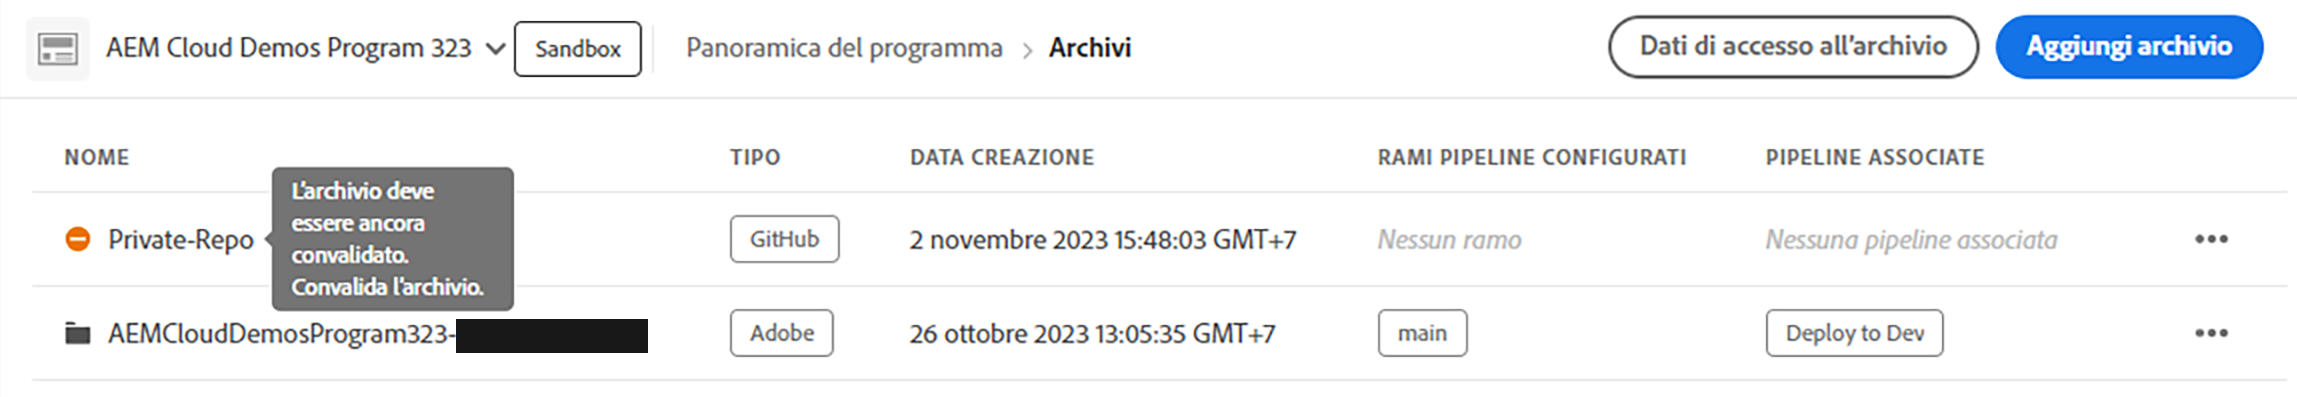 AEM Cloud Demos Program 323 Sandbox Panoramica del programma > Archivi Dati di accesso all'archivio Aggiungi archivio
NOME TIPO DATA CREAZIONE RAMI PIPELINE CONFIGURATI PIPELINE ASSOCIATE
L'archivio deve
essere ancora
convalidato.
Convalida l'archivio.
Private-Repo GitHub 2 novembre 2023 15:48:03 GMT+7 Nessun ramo Nessuna pipeline associata
AEMCloudDemosProgram323- Adobe 26 ottobre 2023 13:05:35 GMT+7 main Deploy to Dev